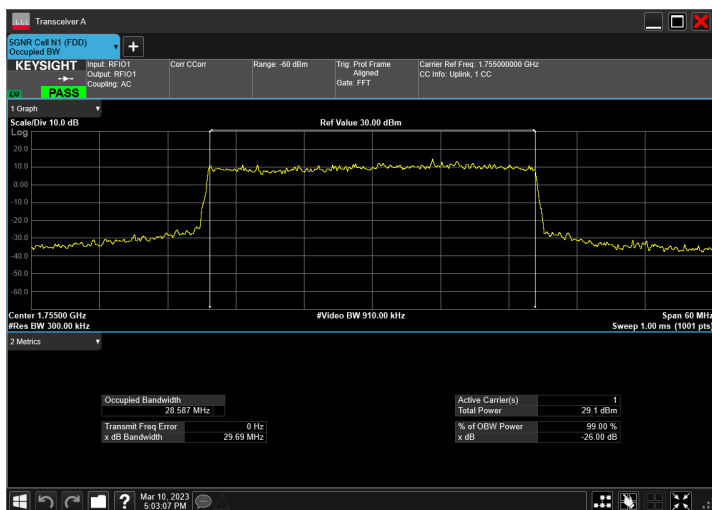 Transceiver A
5GNR Cell N1 (FDD)
Occupied BW
KEYSIGHT
LXI
PASS
Input: RFIO1
Output: RFIO1
Coupling: AC
Corr CCorr
Range: -60 dBm
Trig: Prot Frame
Aligned
Gate: FFT
Carrier Ref Freq: 1.755000000 GHz
CC Info: Uplink, 1 CC
1 Graph
Scale/Div 10.0 dB
Ref Value 30.00 dBm
Log
20.0
10.0
0.00
-10.0
-20.0
-30.0
-40.0
-50.0
-60.0
Center 1.75500 GHz
#Video BW 910.00 kHz
Span 60 MHz
#Res BW 300.00 kHz
Sweep 1.00 ms (1001 pts)
2 Metrics
Occupied Bandwidth
28.587 MHz
Transmit Freq Error 0 Hz
x dB Bandwidth 29.69 MHz
Active Carrier(s) 1
Total Power 29.1 dBm
% of OBW Power 99.00 %
x dB -26.00 dB
?
Mar 10, 2023
5:03:07 PM